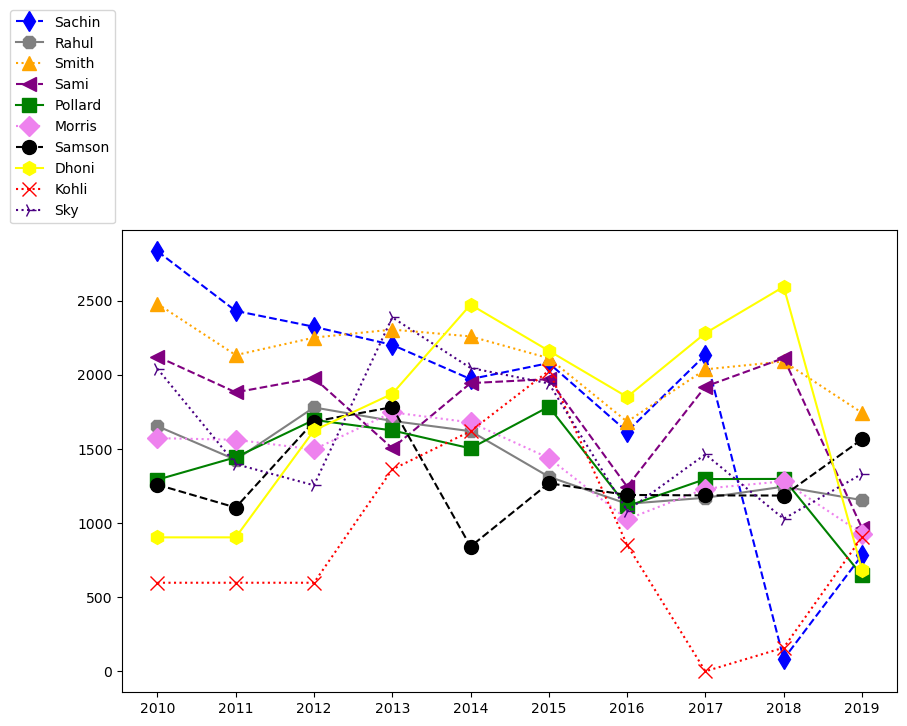 Sachin
Rahul
Smith
Sami
Pollard
Morris
Samson
Dhoni
Kohli
Sky
2500
2000
1500
1000
500
0
2010 2011 2012 2013 2014 2015 2016 2017 2018 2019